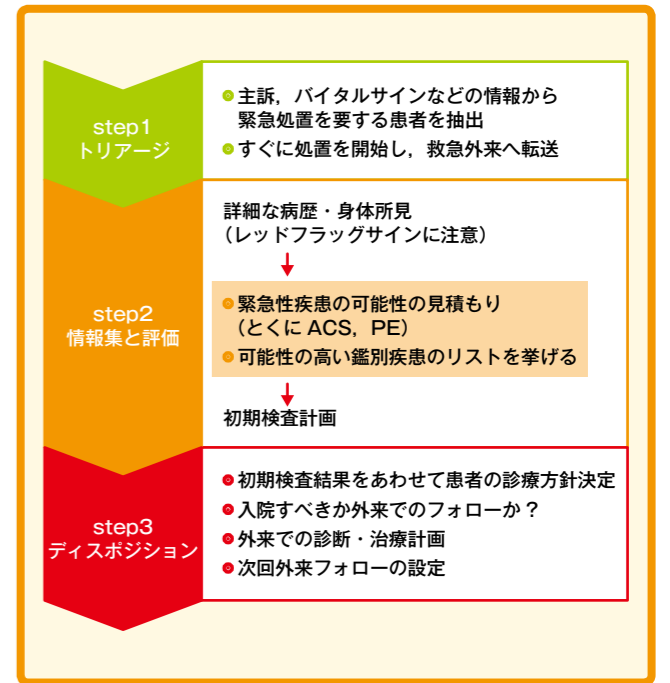 step1
トリアージ
主訴，バイタルサインなどの情報から
緊急処置を要する患者を抽出
すぐに処置を開始し，救急外来へ転送
step2
情報集と評価
詳細な病歴・身体所見
（レッドフラッグサインに注意）
緊急性疾患の可能性の見積もり
（とくに ACS，PE）
可能性の高い鑑別疾患のリストを挙げる
初期検査計画
step3
ディスポジション
初期検査結果をあわせて患者の診療方針決定
入院すべきか外来でのフォローか？
外来での診断・治療計画
次回外来フォローの設定